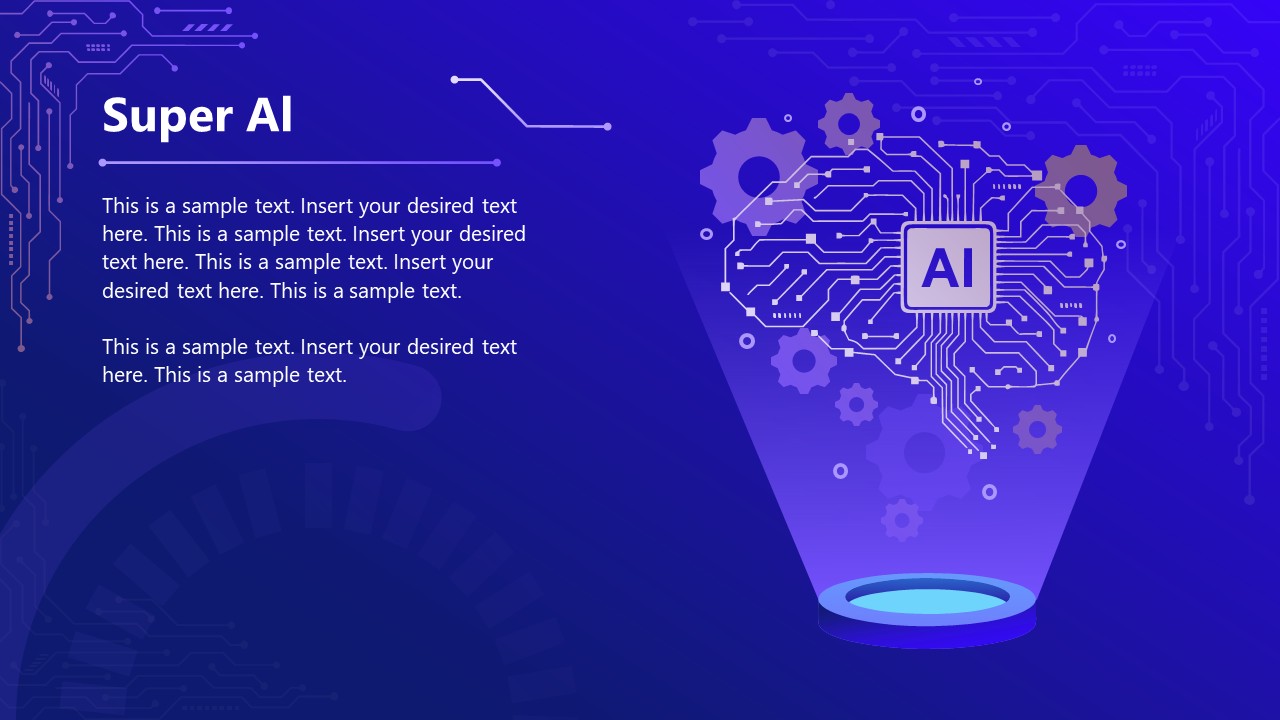 Super AI
This is a sample text. Insert your desired text
here. This is a sample text. Insert your desired
text here. This is a sample text. Insert your
desired text here. This is a sample text.
This is a sample text. Insert your desired text
here. This is a sample text.
AI